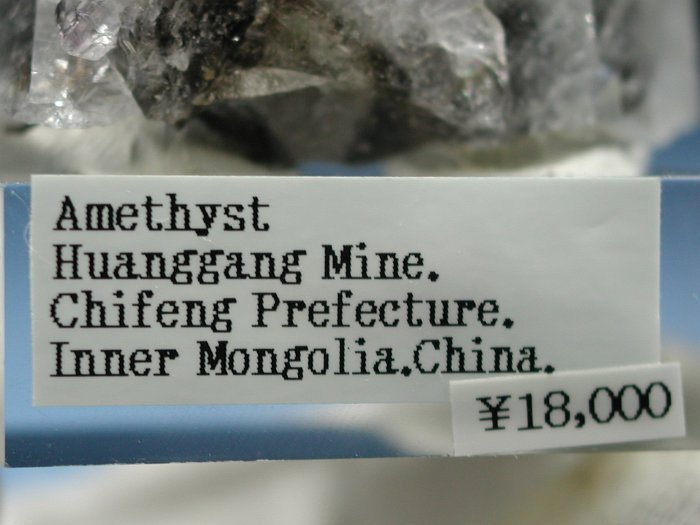 Amethyst
Huanggang Mine.
Chifeng Prefecture.
Inner Mongolia.China.
¥18,000